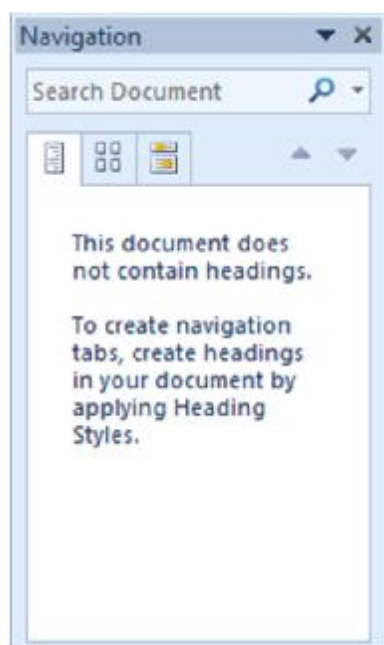 Navigation
Search Document
This document does
not contain headings.
To create navigation
tabs, create headings
in your document by
applying Heading
Styles.